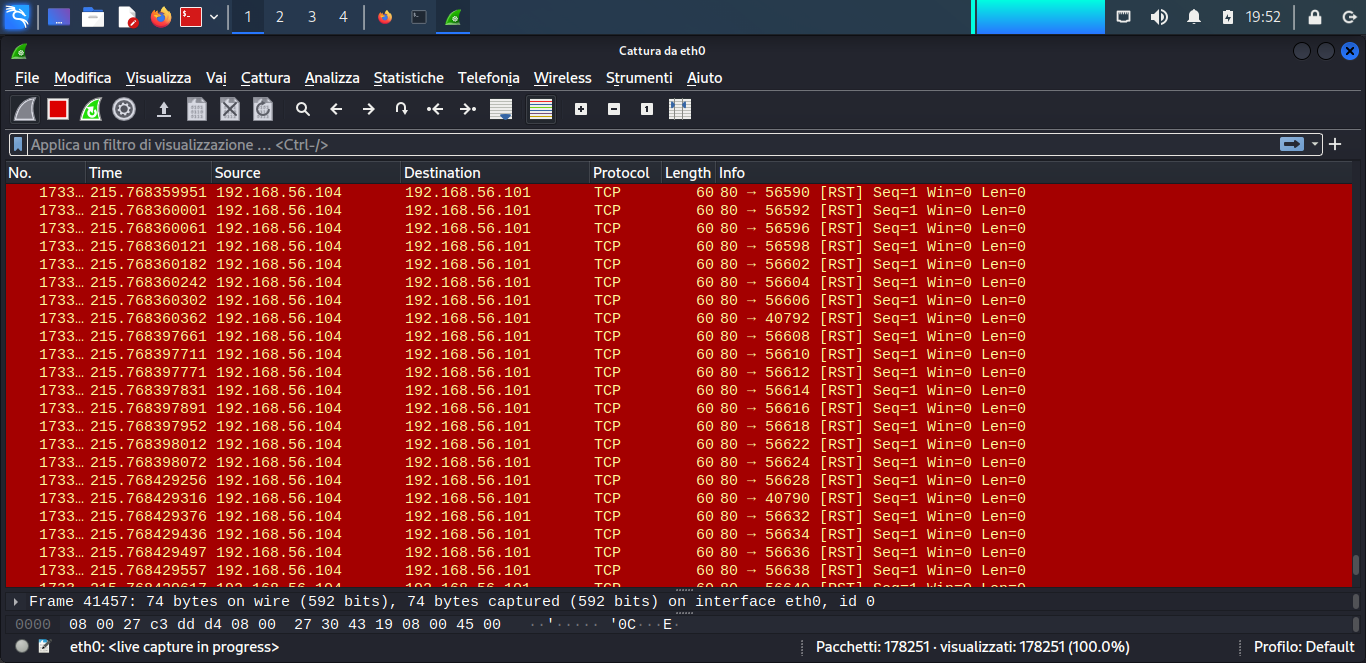 1 2 3 4 19:52
Cattura da eth0
File Modifica Visualizza Vai Cattura Analizza Statistiche Telefonia Wireless Strumenti Aiuto
Applica un filtro di visualizzazione ... <Ctrl-/>
No. Time Source Destination Protocol Length Info
1733… 215.768359951 192.168.56.104 192.168.56.101 TCP 60 80 → 56590 [RST] Seq=1 Win=0 Len=0
1733… 215.768360001 192.168.56.104 192.168.56.101 TCP 60 80 → 56592 [RST] Seq=1 Win=0 Len=0
1733… 215.768360061 192.168.56.104 192.168.56.101 TCP 60 80 → 56596 [RST] Seq=1 Win=0 Len=0
1733… 215.768360121 192.168.56.104 192.168.56.101 TCP 60 80 → 56598 [RST] Seq=1 Win=0 Len=0
1733… 215.768360182 192.168.56.104 192.168.56.101 TCP 60 80 → 56602 [RST] Seq=1 Win=0 Len=0
1733… 215.768360242 192.168.56.104 192.168.56.101 TCP 60 80 → 56604 [RST] Seq=1 Win=0 Len=0
1733… 215.768360302 192.168.56.104 192.168.56.101 TCP 60 80 → 56606 [RST] Seq=1 Win=0 Len=0
1733… 215.768360362 192.168.56.104 192.168.56.101 TCP 60 80 → 40792 [RST] Seq=1 Win=0 Len=0
1733… 215.768397661 192.168.56.104 192.168.56.101 TCP 60 80 → 56608 [RST] Seq=1 Win=0 Len=0
1733… 215.768397711 192.168.56.104 192.168.56.101 TCP 60 80 → 56610 [RST] Seq=1 Win=0 Len=0
1733… 215.768397771 192.168.56.104 192.168.56.101 TCP 60 80 → 56612 [RST] Seq=1 Win=0 Len=0
1733… 215.768397831 192.168.56.104 192.168.56.101 TCP 60 80 → 56614 [RST] Seq=1 Win=0 Len=0
1733… 215.768397891 192.168.56.104 192.168.56.101 TCP 60 80 → 56616 [RST] Seq=1 Win=0 Len=0
1733… 215.768397952 192.168.56.104 192.168.56.101 TCP 60 80 → 56618 [RST] Seq=1 Win=0 Len=0
1733… 215.768398012 192.168.56.104 192.168.56.101 TCP 60 80 → 56622 [RST] Seq=1 Win=0 Len=0
1733… 215.768398072 192.168.56.104 192.168.56.101 TCP 60 80 → 56624 [RST] Seq=1 Win=0 Len=0
1733… 215.768429256 192.168.56.104 192.168.56.101 TCP 60 80 → 56628 [RST] Seq=1 Win=0 Len=0
1733… 215.768429316 192.168.56.104 192.168.56.101 TCP 60 80 → 40790 [RST] Seq=1 Win=0 Len=0
1733… 215.768429376 192.168.56.104 192.168.56.101 TCP 60 80 → 56632 [RST] Seq=1 Win=0 Len=0
1733… 215.768429436 192.168.56.104 192.168.56.101 TCP 60 80 → 56634 [RST] Seq=1 Win=0 Len=0
1733… 215.768429497 192.168.56.104 192.168.56.101 TCP 60 80 → 56636 [RST] Seq=1 Win=0 Len=0
1733… 215.768429557 192.168.56.104 192.168.56.101 TCP 60 80 → 56638 [RST] Seq=1 Win=0 Len=0
Frame 41457: 74 bytes on wire (592 bits), 74 bytes captured (592 bits) on interface eth0, id 0
0000 08 00 27 c3 dd d4 08 00 27 30 43 19 08 00 45 00 ··'····· '0C···E·
eth0: <live capture in progress> Pacchetti: 178251 · visualizzati: 178251 (100.0%) Profilo: Default